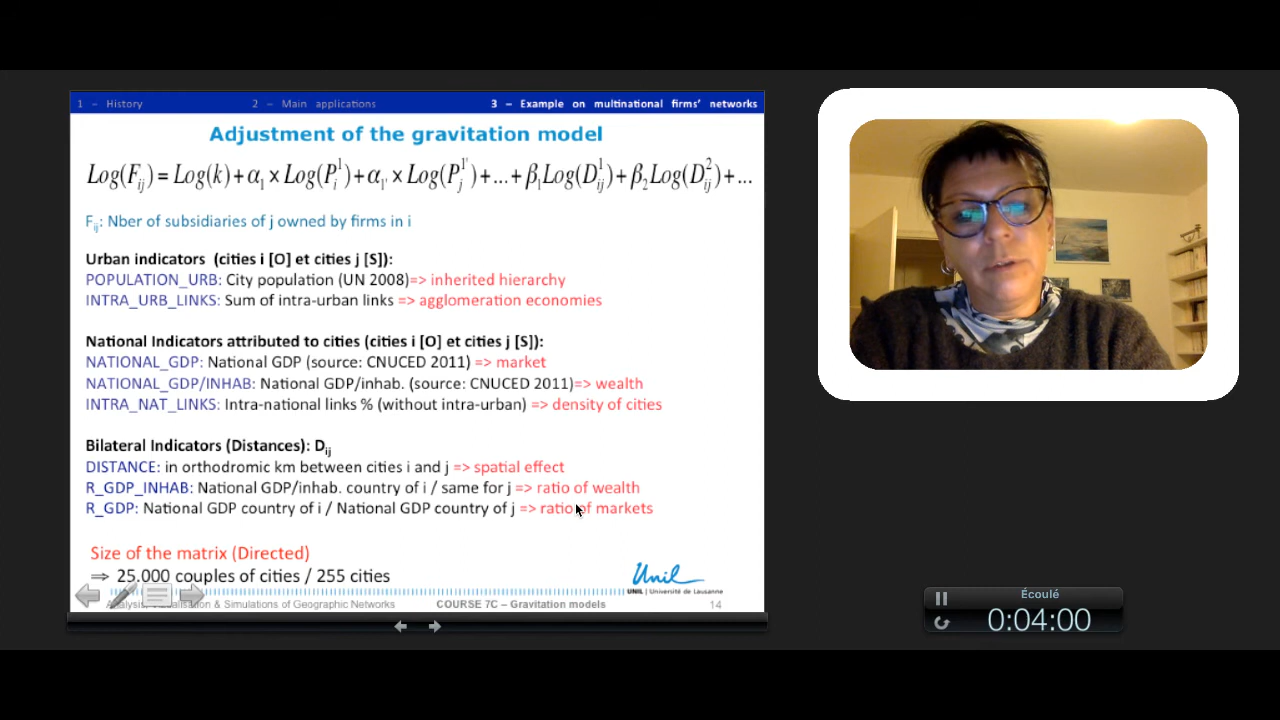 1 – History 2 – Main applications 3 – Example on multinational firms' networks
Adjustment of the gravitation model
Log(F_ij) = Log(k) + α_1 × Log(P_i^1) + α_1' × Log(P_j^1') + ... + β_1 Log(D_ij^1) + β_2 Log(D_ij^2) + ...
F_ij: Nber of subsidiaries of j owned by firms in i
Urban indicators (cities i [O] et cities j [S]):
POPULATION_URB: City population (UN 2008)=> inherited hierarchy
INTRA_URB_LINKS: Sum of intra-urban links => agglomeration economies
National Indicators attributed to cities (cities i [O] et cities j [S]):
NATIONAL_GDP: National GDP (source: CNUCED 2011) => market
NATIONAL_GDP/INHAB: National GDP/inhab. (source: CNUCED 2011)=> wealth
INTRA_NAT_LINKS: Intra-national links % (without intra-urban) => density of cities
Bilateral Indicators (Distances): D_ij
DISTANCE: in orthodromic km between cities i and j => spatial effect
R_GDP_INHAB: National GDP/inhab. country of i / same for j => ratio of wealth
R_GDP: National GDP country of i / National GDP country of j => ratio of markets
Size of the matrix (Directed)
⇒ 25.000 couples of cities / 255 cities
Unil
UNIL | Université de Lausanne
& Simulations of Geographic Networks COURSE 7C – Gravitation models 14
Écoulé
0:04:00